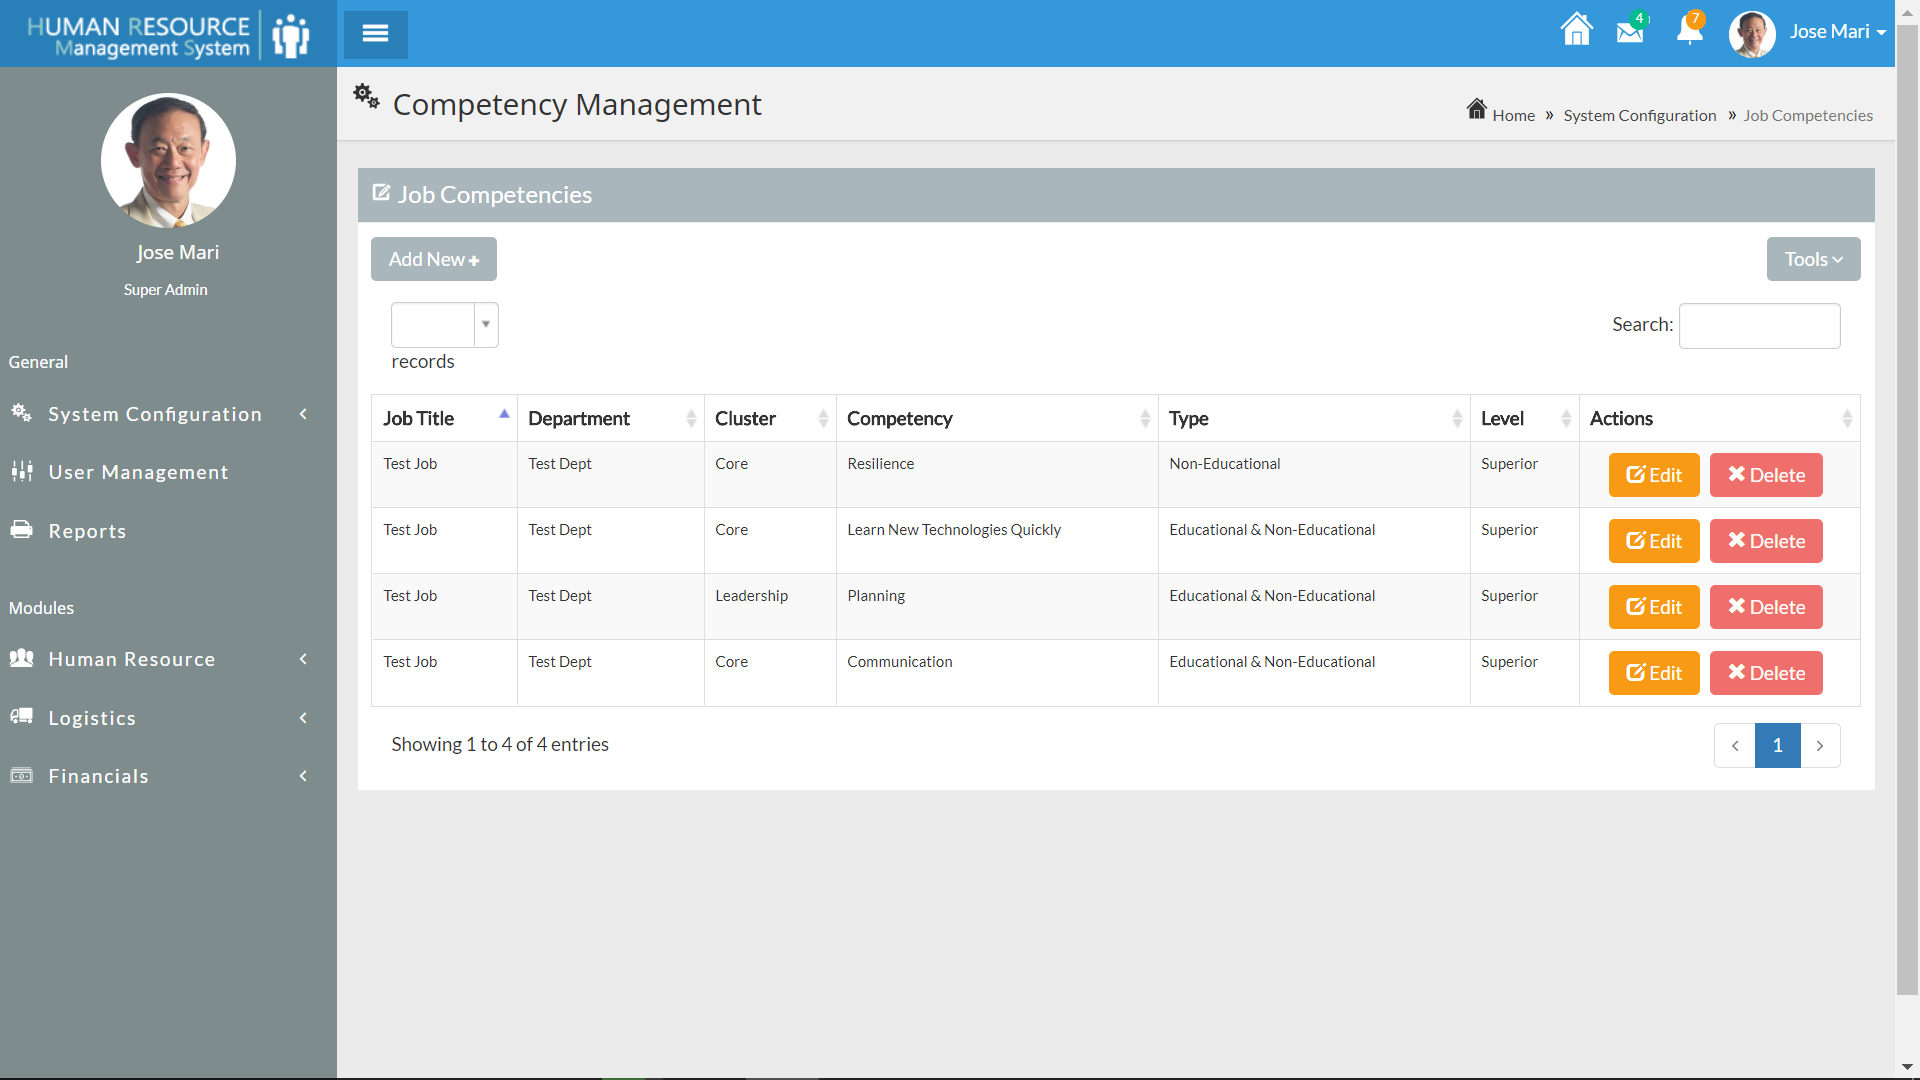 HUMAN RESOURCE
Management System
4
7
Jose Mari
Competency Management
Home » System Configuration » Job Competencies
Jose Mari
Super Admin
General
System Configuration
User Management
Reports
Modules
Human Resource
Logistics
Financials
Job Competencies
Add New
Tools
records
Search:
Job Title Department Cluster Competency Type Level Actions
Test Job Test Dept Core Resilience Non-Educational Superior Edit Delete
Test Job Test Dept Core Learn New Technologies Quickly Educational & Non-Educational Superior Edit Delete
Test Job Test Dept Leadership Planning Educational & Non-Educational Superior Edit Delete
Test Job Test Dept Core Communication Educational & Non-Educational Superior Edit Delete
Showing 1 to 4 of 4 entries
1